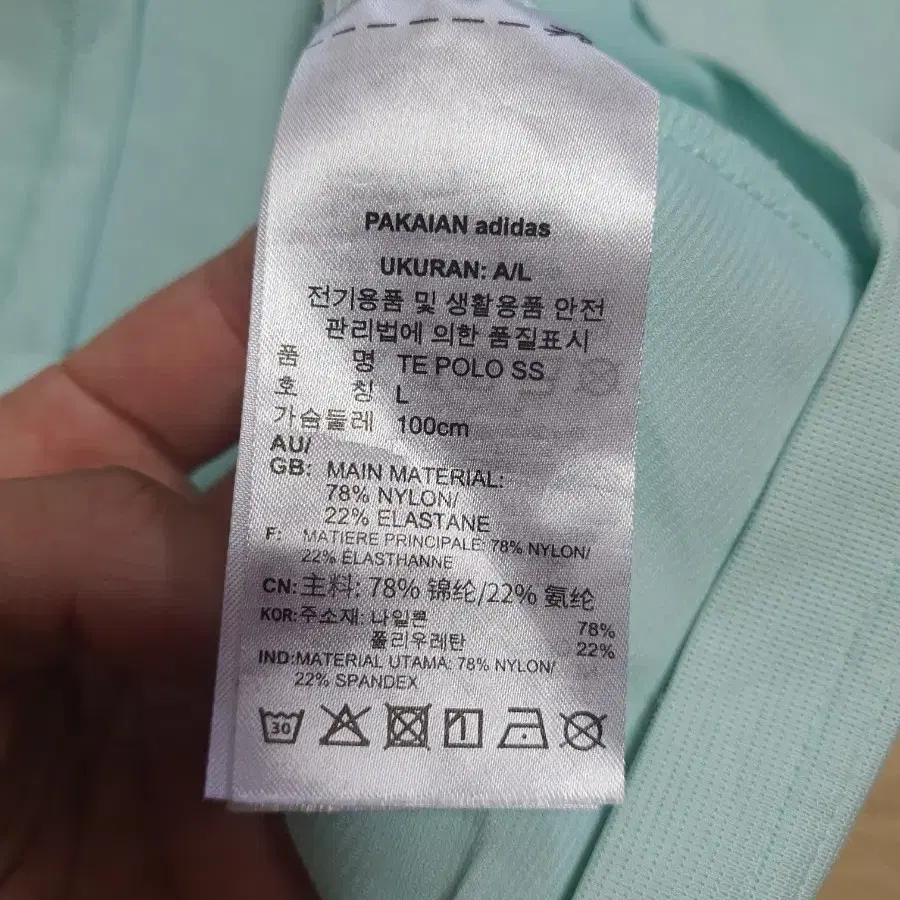 PAKAIAN adidas
UKURAN: A/L
전기용품 및 생활용품 안전
관리법에 의한 품질표시
품 명 TE POLO SS
호 칭 L
가슴둘레 100cm
AU/
GB: MAIN MATERIAL:
78% NYLON/
22% ELASTANE
F: MATIERE PRINCIPALE: 78% NYLON/
22% ÉLASTHANNE
CN: 主料: 78% 锦纶/22% 氨纶
KOR: 주소재: 나일론 78%
폴리우레탄 22%
IND: MATERIAL UTAMA: 78% NYLON/
22% SPANDEX
30